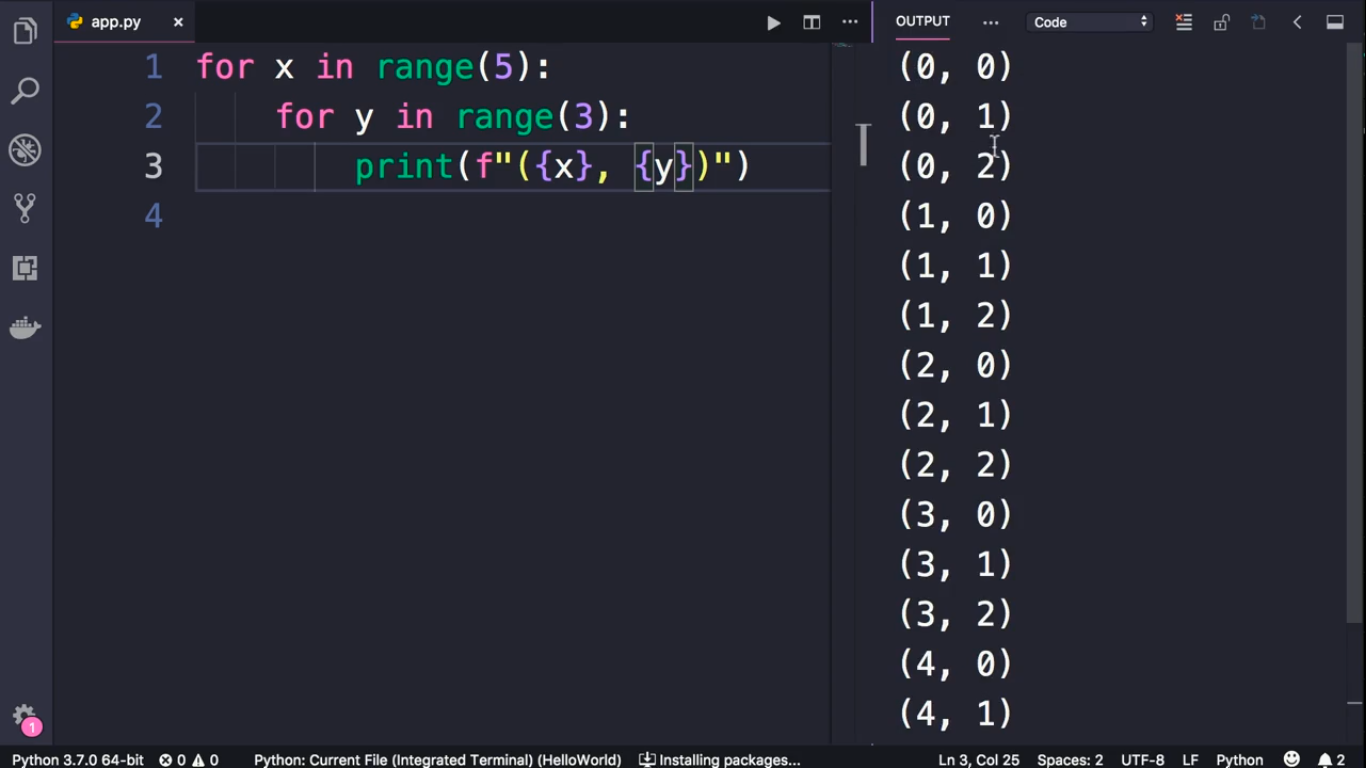 app.py
OUTPUT
Code
1 for x in range(5):
2 for y in range(3):
3 print(f"({x}, {y})")
4
(0, 0)
(0, 1)
(0, 2)
(1, 0)
(1, 1)
(1, 2)
(2, 0)
(2, 1)
(2, 2)
(3, 0)
(3, 1)
(3, 2)
(4, 0)
(4, 1)
1
Python 3.7.0 64-bit 0 0 Python: Current File (Integrated Terminal) (HelloWorld) Installing packages... Ln 3, Col 25 Spaces: 2 UTF-8 LF Python 2